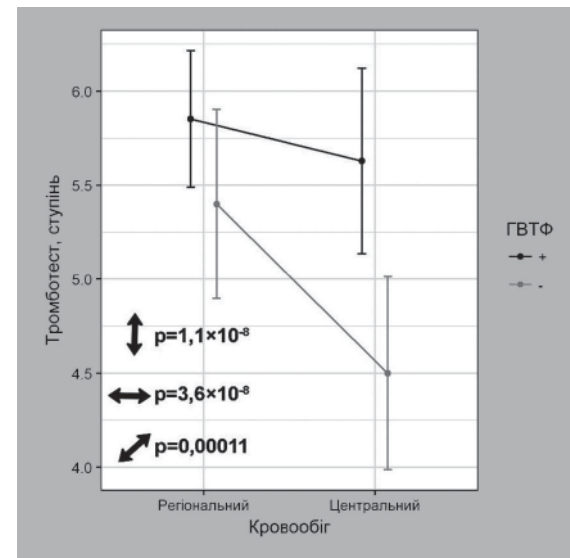 Тромботест, ступінь
6.0
5.5
5.0
4.5
4.0
p=1,1×10⁻⁸
p=3,6×10⁻⁸
p=0,00011
Регіональний Центральний
Кровообіг
ГВТФ
+
-